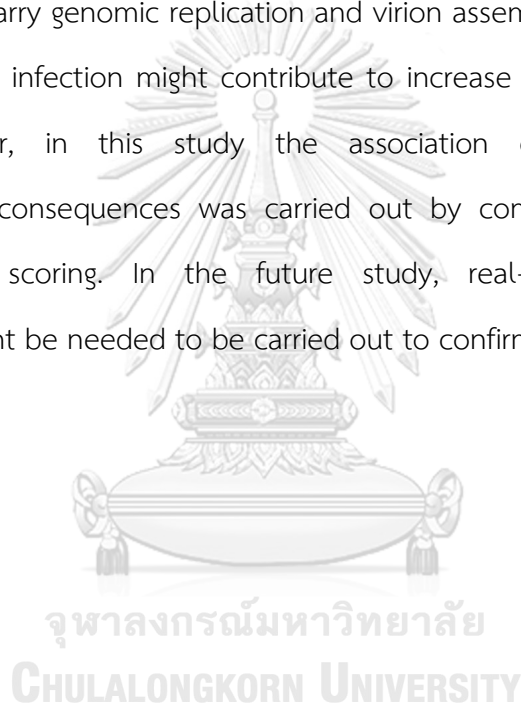 arry genomic replication and virion assem
infection might contribute to increase
r, in this study the association
consequences was carried out by con
scoring. In the future study, real-
nt be needed to be carried out to confirm
จุฬาลงกรณ์มหาวิทยาลัย
CHULALONGKORN UNIVERSITY